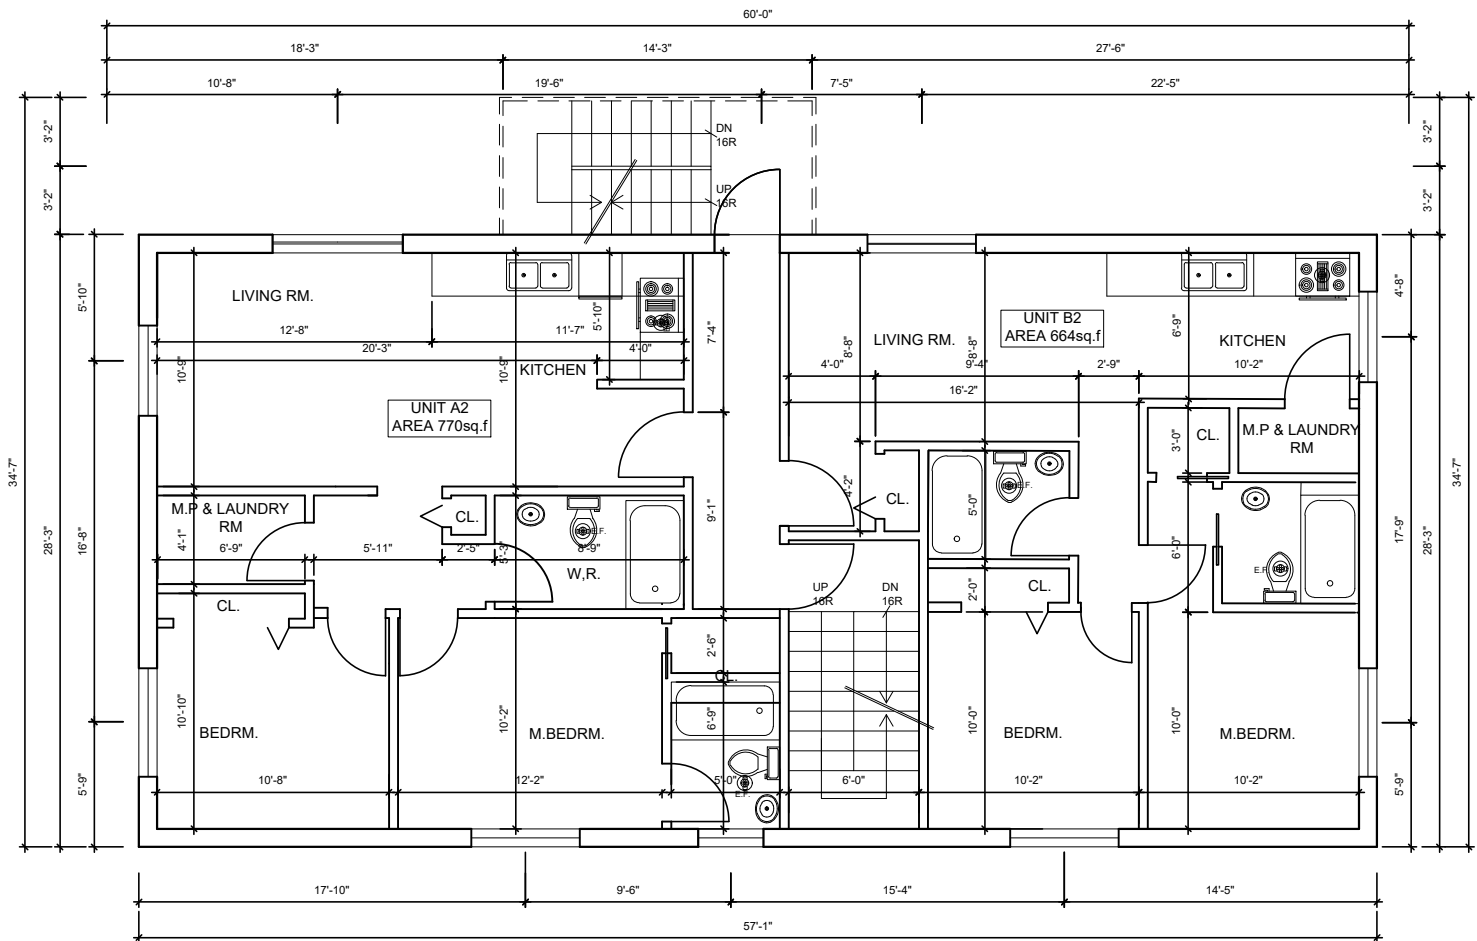 60'-0"
18'-3"
14'-3"
27'-6"
10'-8"
19'-6"
7'-5"
22'-5"
3'-2"
3'-2"
DN
16R
UP
16R
3'-2"
3'-2"
34'-7"
28'-3"
5'-10"
16'-8"
5'-9"
LIVING RM.
12'-8"
11'-7"
20'-3"
4'-0"
5'-10"
10'-9"
10'-9"
KITCHEN
UNIT A2
AREA 770sq.f
7'-4"
9'-1"
M.P & LAUNDRY
RM
4'-1"
6'-9"
5'-11"
2'-5"
5'-3"
8'-9"
CL.
E.F.
W,R.
CL.
10'-10"
BEDRM.
10'-8"
10'-2"
M.BEDRM.
12'-2"
2'-6"
CL.
6'-9"
5'-0"
E.F.
LIVING RM.
UNIT B2
AREA 664sq.f
KITCHEN
6'-9"
8'-8"
8'-8"
4'-0"
9'-4"
2'-9"
10'-2"
16'-2"
4'-2"
CL.
5'-0"
E.F.
3'-0"
CL.
M.P & LAUNDRY
RM
6'-0"
E.F.
UP
16R
DN
16R
2'-0"
CL.
6'-0"
10'-0"
BEDRM.
10'-2"
10'-0"
M.BEDRM.
10'-2"
4'-8"
17'-9"
5'-9"
28'-3"
34'-7"
17'-10"
9'-6"
15'-4"
14'-5"
57'-1"